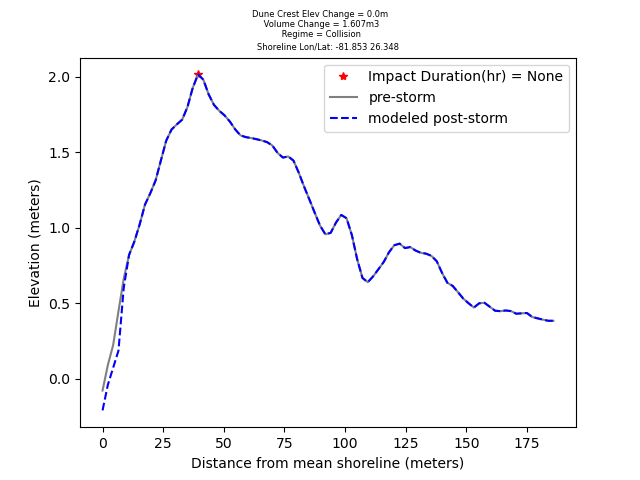 Dune Crest Elev Change = 0.0m
Volume Change = 1.607m3
Regime = Collision
Shoreline Lon/Lat: -81.853 26.348
Impact Duration(hr) = None
pre-storm
modeled post-storm
2.0
1.5
1.0
0.5
0.0
Elevation (meters)
0 25 50 75 100 125 150 175
Distance from mean shoreline (meters)